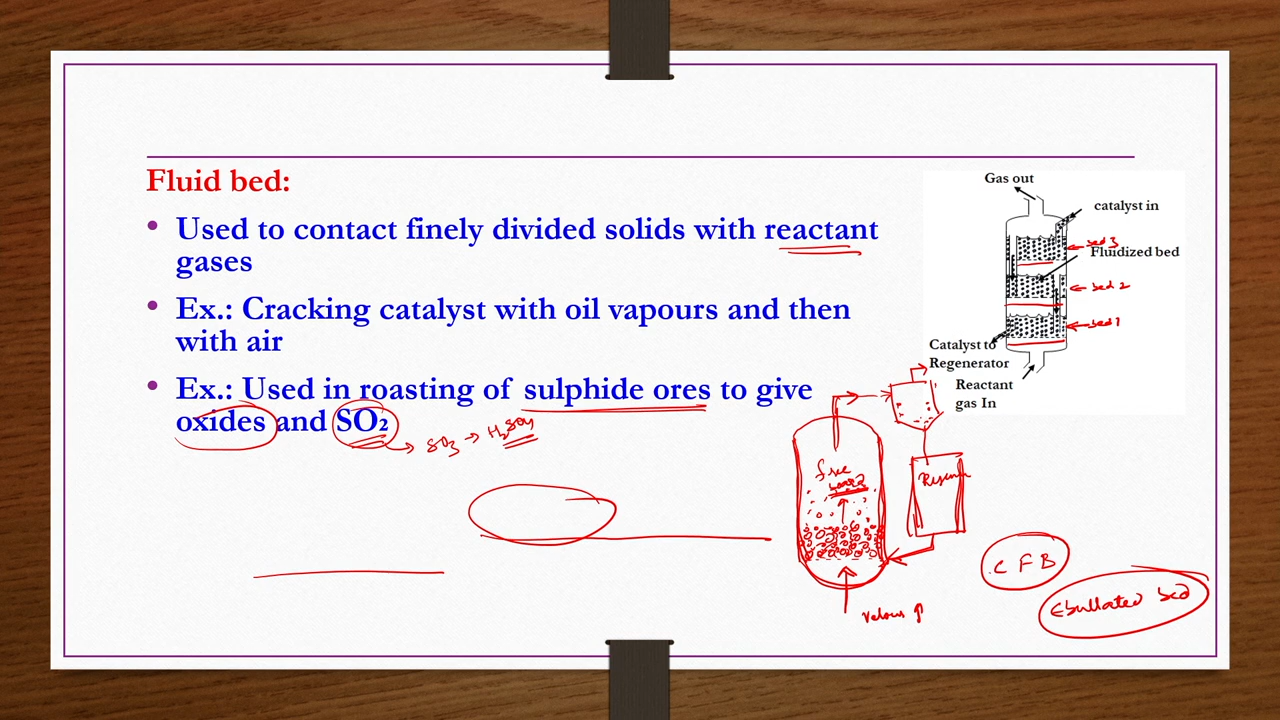 Fluid bed:
• Used to contact finely divided solids with reactant
gases
• Ex.: Cracking catalyst with oil vapours and then
with air
• Ex.: Used in roasting of sulphide ores to give
oxides and SO₂
SO₃ → H₂SO₄
Gas out
catalyst in
bed 3
Fluidized bed
bed 2
bed 1
Catalyst to
Regenerator
Reactant
gas In
free
board
CFB
Ebullated bed